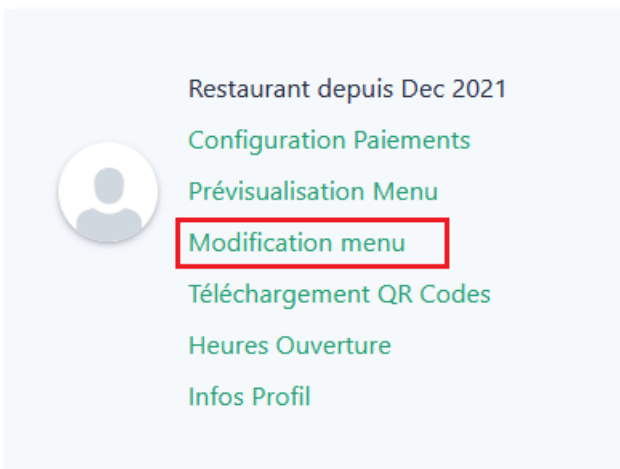 Restaurant depuis Dec 2021
Configuration Paiements
Prévisualisation Menu
Modification menu
Téléchargement QR Codes
Heures Ouverture
Infos Profil